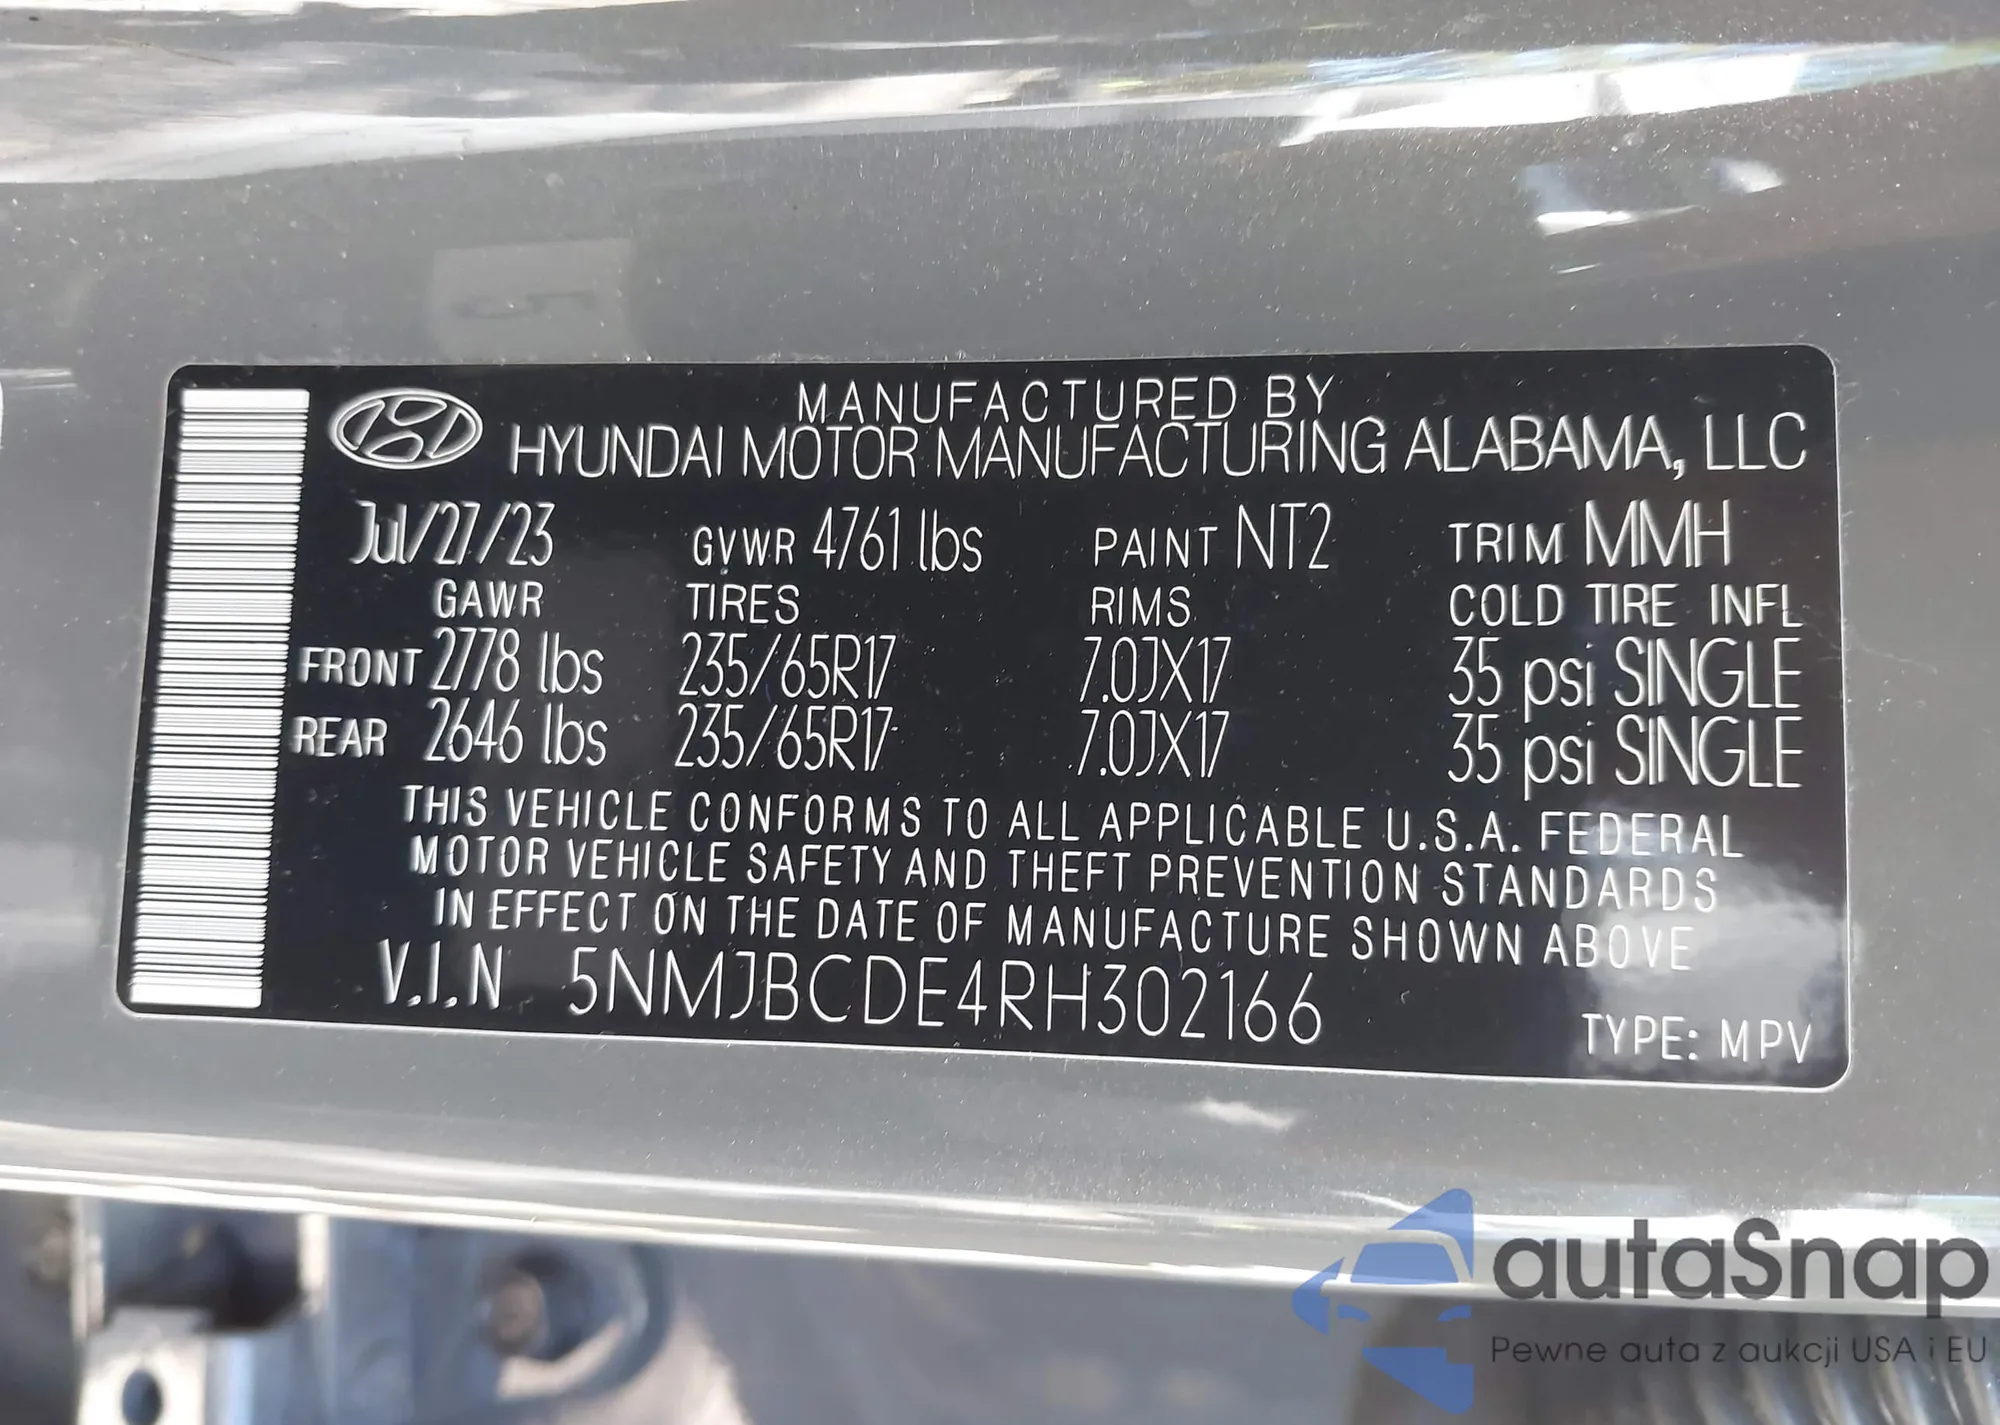 MANUFACTURED BY
HYUNDAI MOTOR MANUFACTURING ALABAMA, LLC
Jul/27/23 GVWR 4761 lbs PAINT NT2 TRIM MMH
GAWR TIRES RIMS COLD TIRE INFL
FRONT 2778 lbs 235/65R17 7.0JX17 35 psi SINGLE
REAR 2646 lbs 235/65R17 7.0JX17 35 psi SINGLE
THIS VEHICLE CONFORMS TO ALL APPLICABLE U.S.A. FEDERAL
MOTOR VEHICLE SAFETY AND THEFT PREVENTION STANDARDS
IN EFFECT ON THE DATE OF MANUFACTURE SHOWN ABOVE
V.I.N 5NMJBCDE4RH302166
TYPE: MPV
autaSnap
Pewne auta z aukcji USA i EU